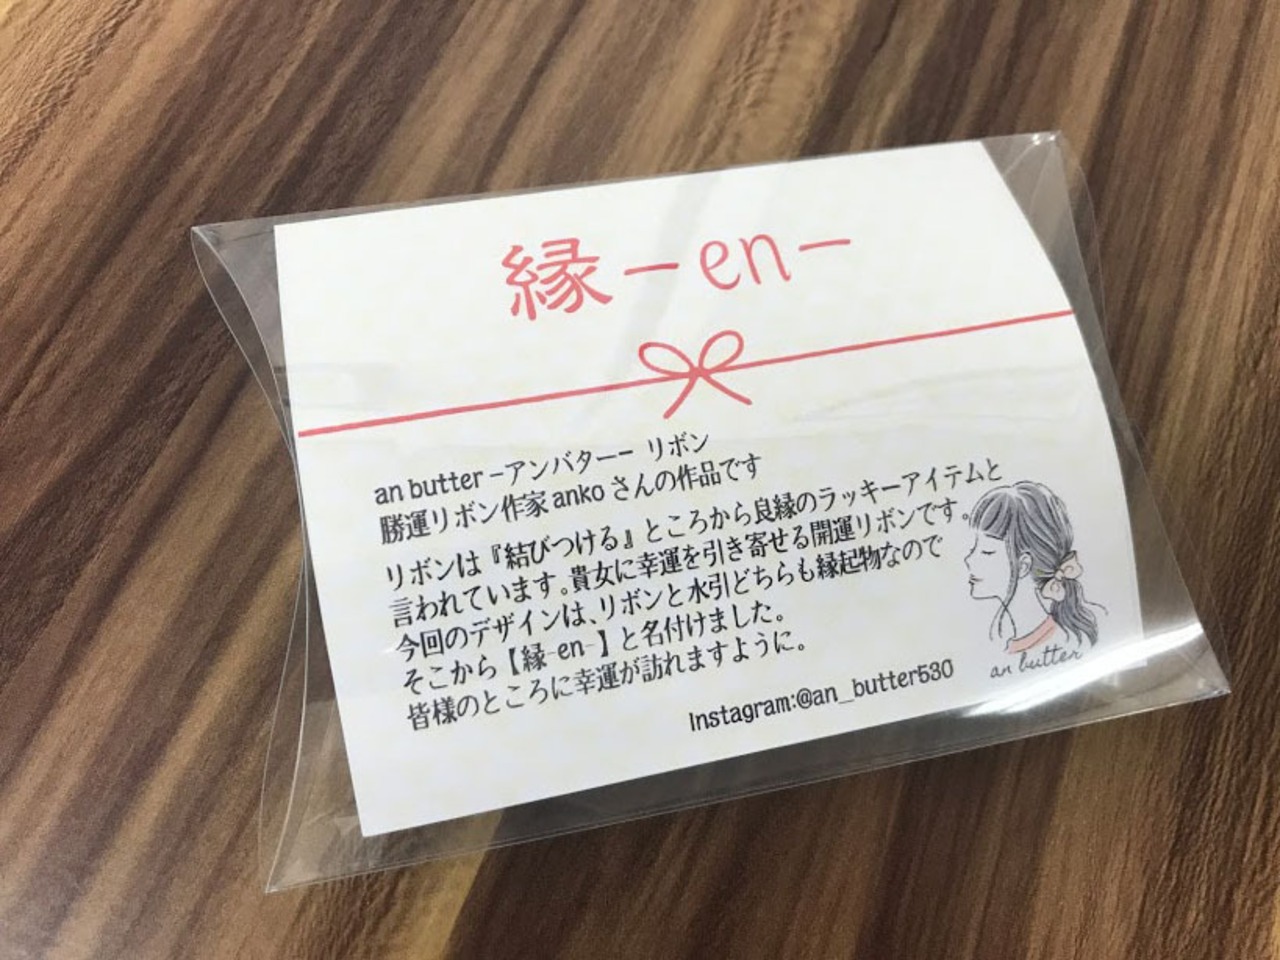 縁-en-
an butter-アンバター- リボン
勝運リボン作家ankoさんの作品です
リボンは『結びつける』ところから良縁のラッキーアイテムと
言われています。貴女に幸運を引き寄せる開運リボンです。
今回のデザインは、リボンと水引どちらも縁起物なので
そこから【縁-en-】と名付けました。
皆様のところに幸運が訪れますように。
Instagram:@an_butter530
an butter